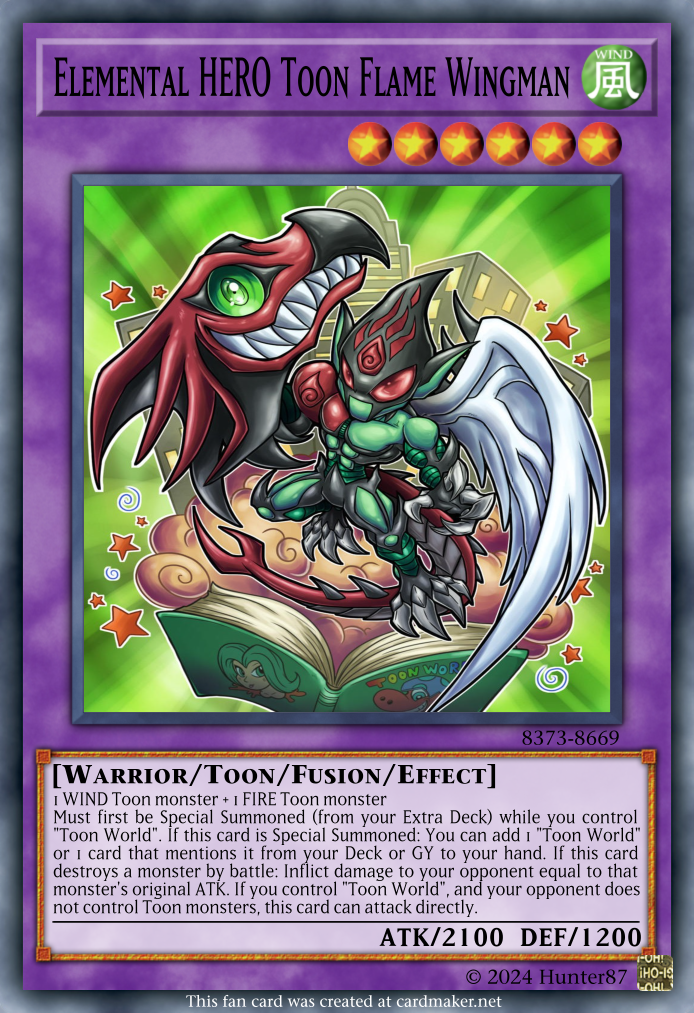 Elemental HERO Toon Flame Wingman
WIND
風
TOON WOR
8373-8669
[Warrior/Toon/Fusion/Effect]
1 WIND Toon monster + 1 FIRE Toon monster
Must first be Special Summoned (from your Extra Deck) while you control
"Toon World". If this card is Special Summoned: You can add 1 "Toon World"
or 1 card that mentions it from your Deck or GY to your hand. If this card
destroys a monster by battle: Inflict damage to your opponent equal to that
monster's original ATK. If you control "Toon World", and your opponent does
not control Toon monsters, this card can attack directly.
ATK/2100 DEF/1200
© 2024 Hunter87
This fan card was created at cardmaker.net